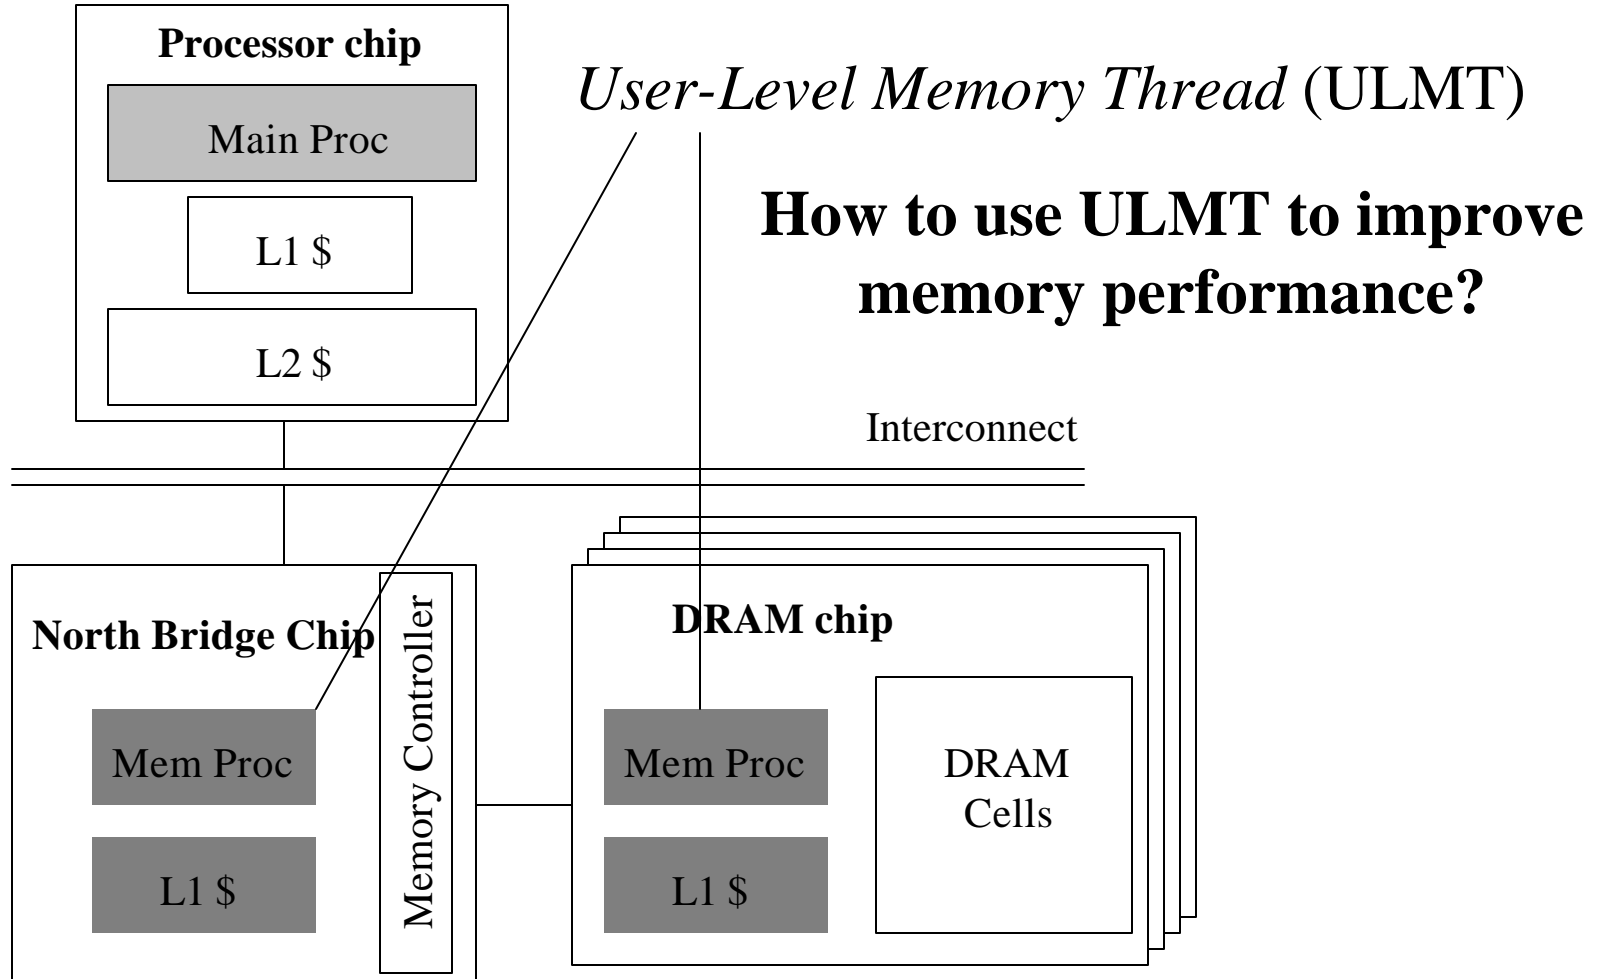 Processor chip
Main Proc
L1 $
L2 $
User-Level Memory Thread (ULMT)
How to use ULMT to improve
memory performance?
Interconnect
North Bridge Chip
Mem Proc
L1 $
Memory Controller
DRAM chip
Mem Proc
L1 $
DRAM
Cells